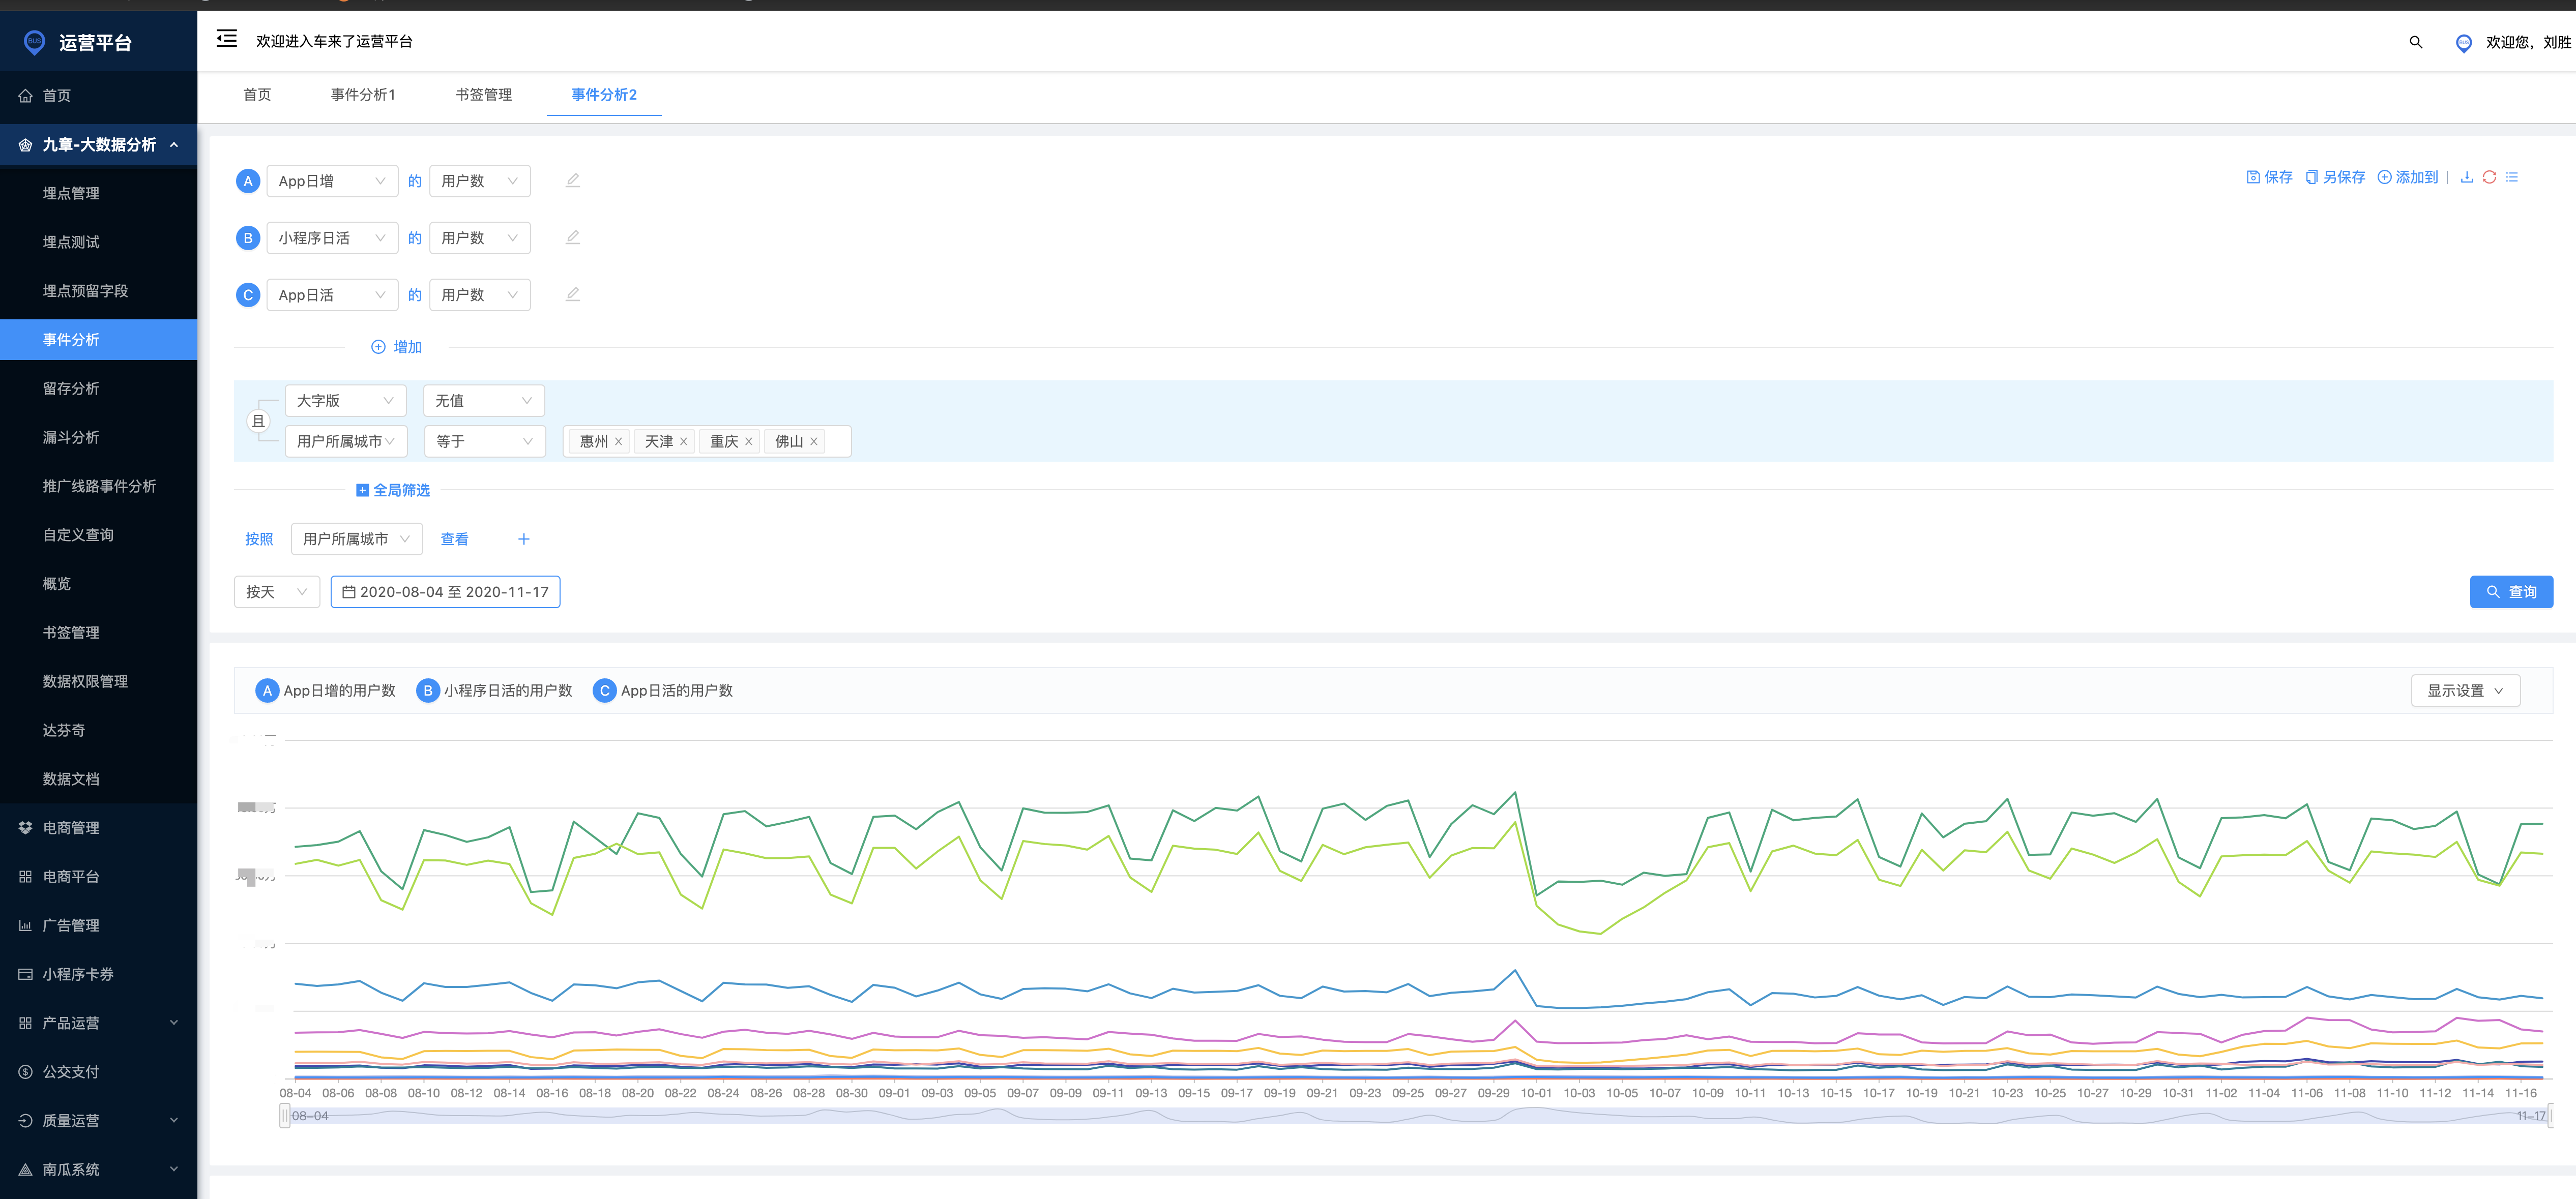 运营平台
欢迎进入车来了运营平台
欢迎您，刘胜
首页
九章-大数据分析
埋点管理
埋点测试
埋点预留字段
事件分析
留存分析
漏斗分析
推广线路事件分析
自定义查询
概览
书签管理
数据权限管理
达芬奇
数据文档
电商管理
电商平台
广告管理
小程序卡券
产品运营
公交支付
质量运营
南瓜系统
首页 事件分析1 书签管理 事件分析2
A App日增 的 用户数
保存 另保存 添加到
B 小程序日活 的 用户数
C App日活 的 用户数
增加
且
大字版 无值
用户所属城市 等于 惠州 天津 重庆 佛山
全局筛选
按照 用户所属城市 查看
按天 2020-08-04 至 2020-11-17
查询
A App日增的用户数 B 小程序日活的用户数 C App日活的用户数
显示设置
08-04 08-06 08-08 08-10 08-12 08-14 08-16 08-18 08-20 08-22 08-24 08-26 08-28 08-30 09-01 09-03 09-05 09-07 09-09 09-11 09-13 09-15 09-17 09-19 09-21 09-23 09-25 09-27 09-29 10-01 10-03 10-05 10-07 10-09 10-11 10-13 10-15 10-17 10-19 10-21 10-23 10-25 10-27 10-29 10-31 11-02 11-04 11-06 11-08 11-10 11-12 11-14 11-16
08-04 11-17